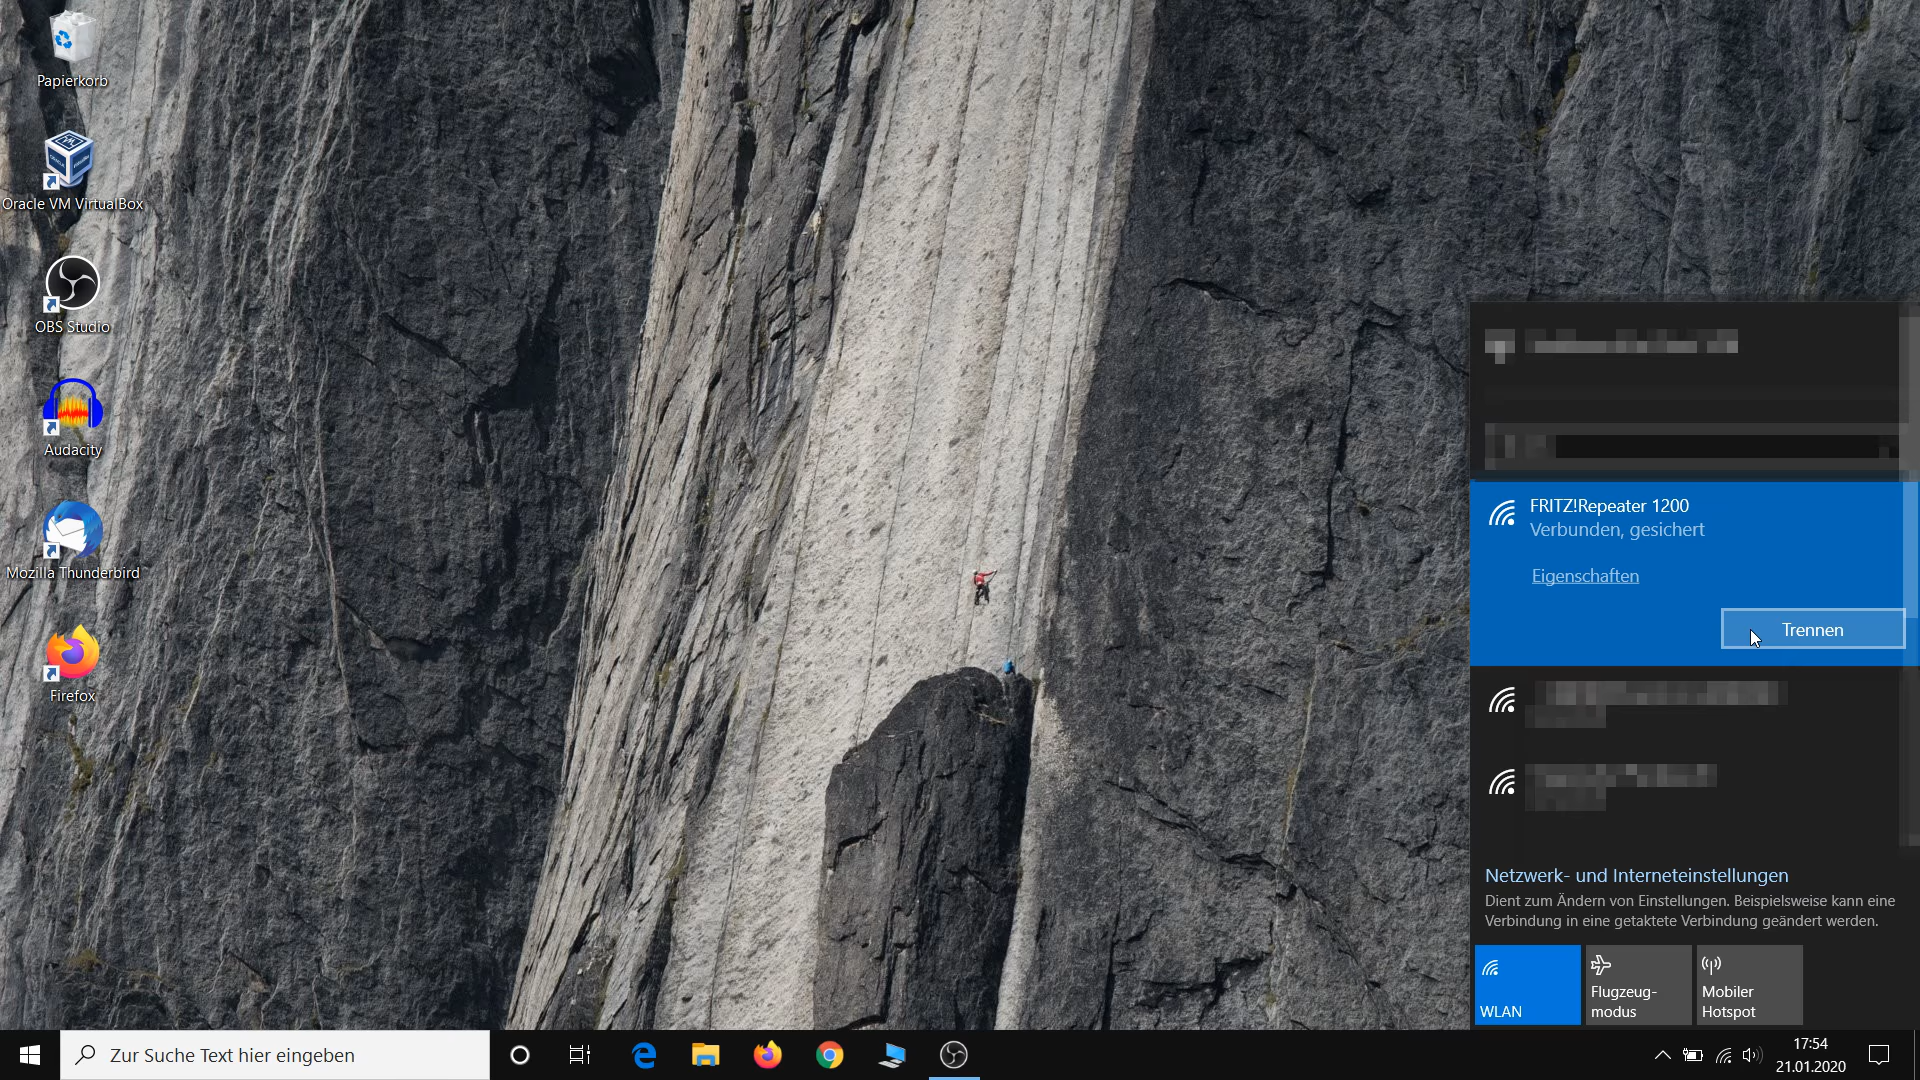 Papierkorb
Oracle VM VirtualBox
OBS Studio
Audacity
Mozilla Thunderbird
Firefox
FRITZ!Repeater 1200
Verbunden, gesichert
Eigenschaften
Trennen
Netzwerk- und Interneteinstellungen
Dient zum Ändern von Einstellungen. Beispielsweise kann eine
Verbindung in eine getaktete Verbindung geändert werden.
WLAN
Flugzeug-
modus
Mobiler
Hotspot
Zur Suche Text hier eingeben
17:54
21.01.2020